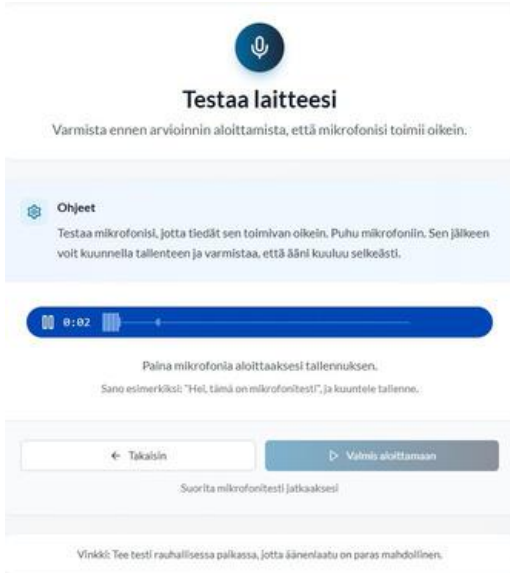 Testaa laitteesi
Varmista ennen arvioinnin aloittamista, että mikrofonisi toimii oikein.
Ohjeet
Testaa mikrofonisi, jotta tiedät sen toimivan oikein. Puhu mikrofoniin. Sen jälkeen
voit kuunnella tallenteen ja varmistaa, että ääni kuuluu selkeästi.
0:02
Paina mikrofonia aloittaaksesi tallennuksen.
Sano esimerkiksi: "Hei, tämä on mikrofonitesti", ja kuuntele tallenne.
Takaisin
Valmis aloittamaan
Suorita mikrofonitesti jatkaaksesi
Vinkki: Tee testi rauhallisessa paikassa, jotta äänenlaatu on paras mahdollinen.